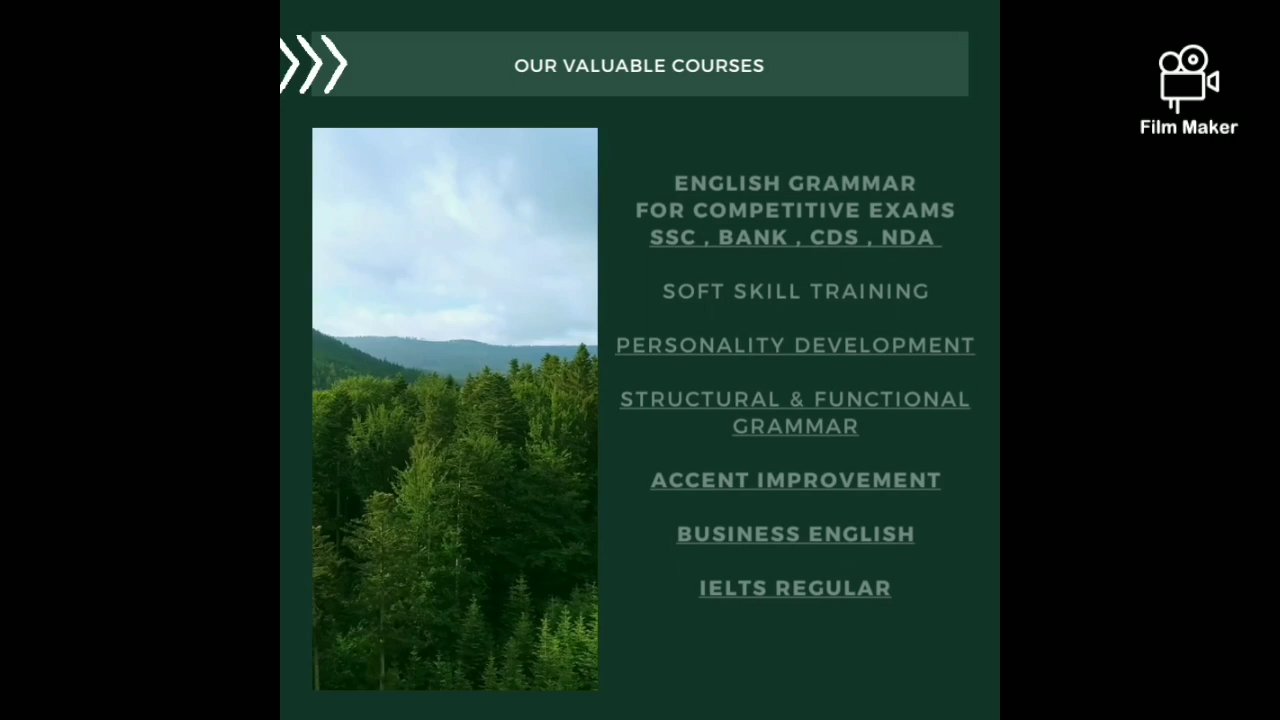 OUR VALUABLE COURSES
Film Maker
ENGLISH GRAMMAR
FOR COMPETITIVE EXAMS
SSC , BANK , CDS , NDA
SOFT SKILL TRAINING
PERSONALITY DEVELOPMENT
STRUCTURAL & FUNCTIONAL
GRAMMAR
ACCENT IMPROVEMENT
BUSINESS ENGLISH
IELTS REGULAR